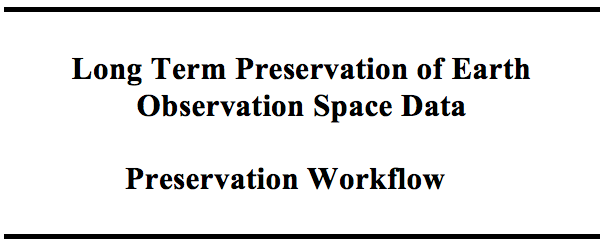 Long Term Preservation of Earth
Observation Space Data
Preservation Workflow